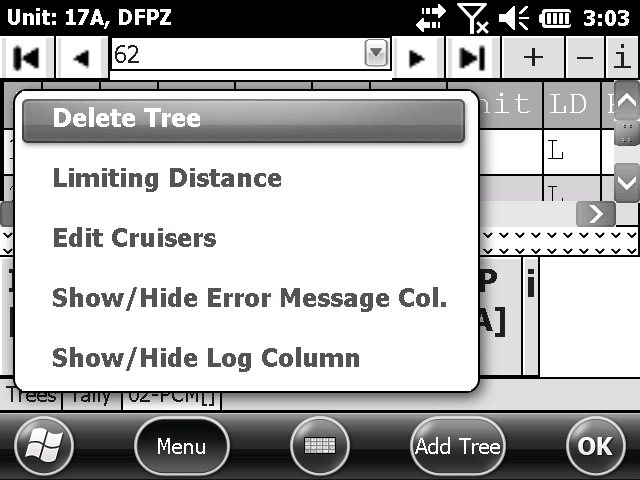 Unit: 17A, DFPZ 3:03
62 + − i
nit LD
L
L
Delete Tree
Limiting Distance
Edit Cruisers
Show/Hide Error Message Col.
Show/Hide Log Column
P i
A]
Trees Tally 02-PCM[]
Menu Add Tree OK